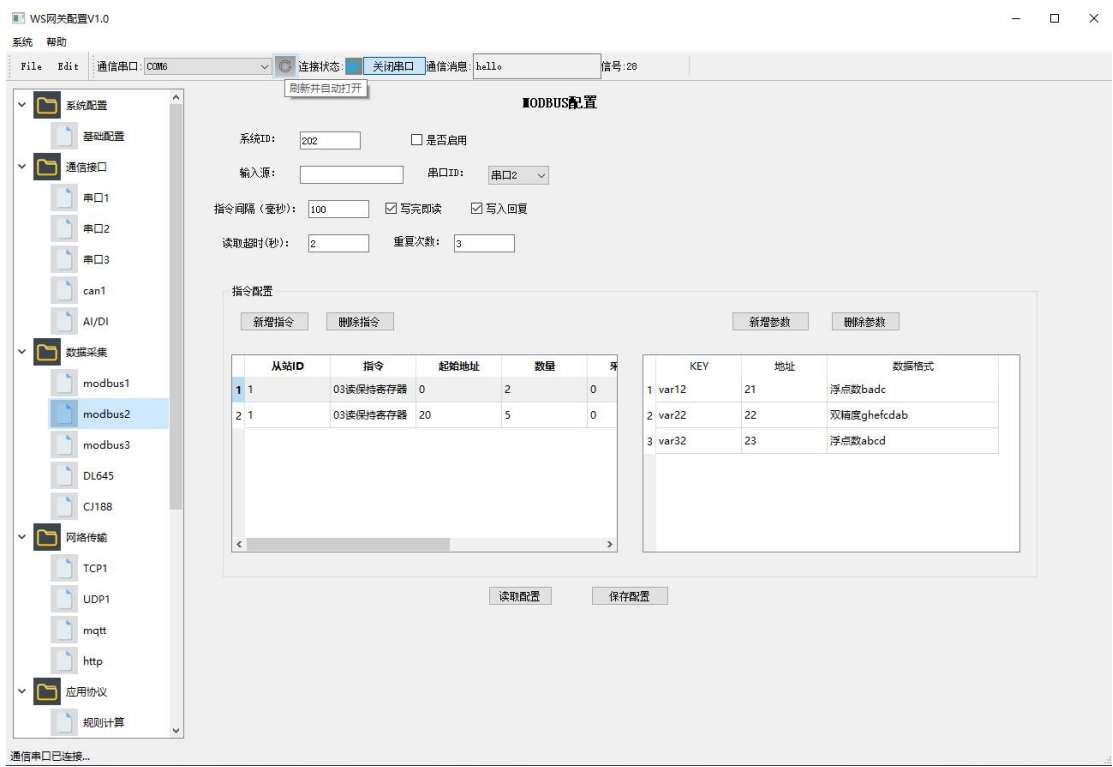 WS网关配置V1.0
系统 帮助
File Edit 通信串口: COM6 连接状态: 关闭串口 通信消息: hello 信号:28
刷新并自动打开
系统配置
基础配置
通信接口
串口1
串口2
串口3
can1
AI/DI
数据采集
modbus1
modbus2
modbus3
DL645
CJ188
网络传输
TCP1
UDP1
mqtt
http
应用协议
规则计算
MODBUS配置
系统ID: 202 是否启用
输入源: 串口ID: 串口2
指令间隔(毫秒): 100 写完即读 写入回复
读取超时(秒): 2 重复次数: 3
指令配置
新增指令 删除指令 新增参数 删除参数
从站ID 指令 起始地址 数量
1 1 03读保持寄存器 0 2 0
2 1 03读保持寄存器 20 5 0
KEY 地址 数据格式
1 var12 21 浮点数badc
2 var22 22 双精度ghefcdab
3 var32 23 浮点数abcd
读取配置 保存配置
通信串口已连接...